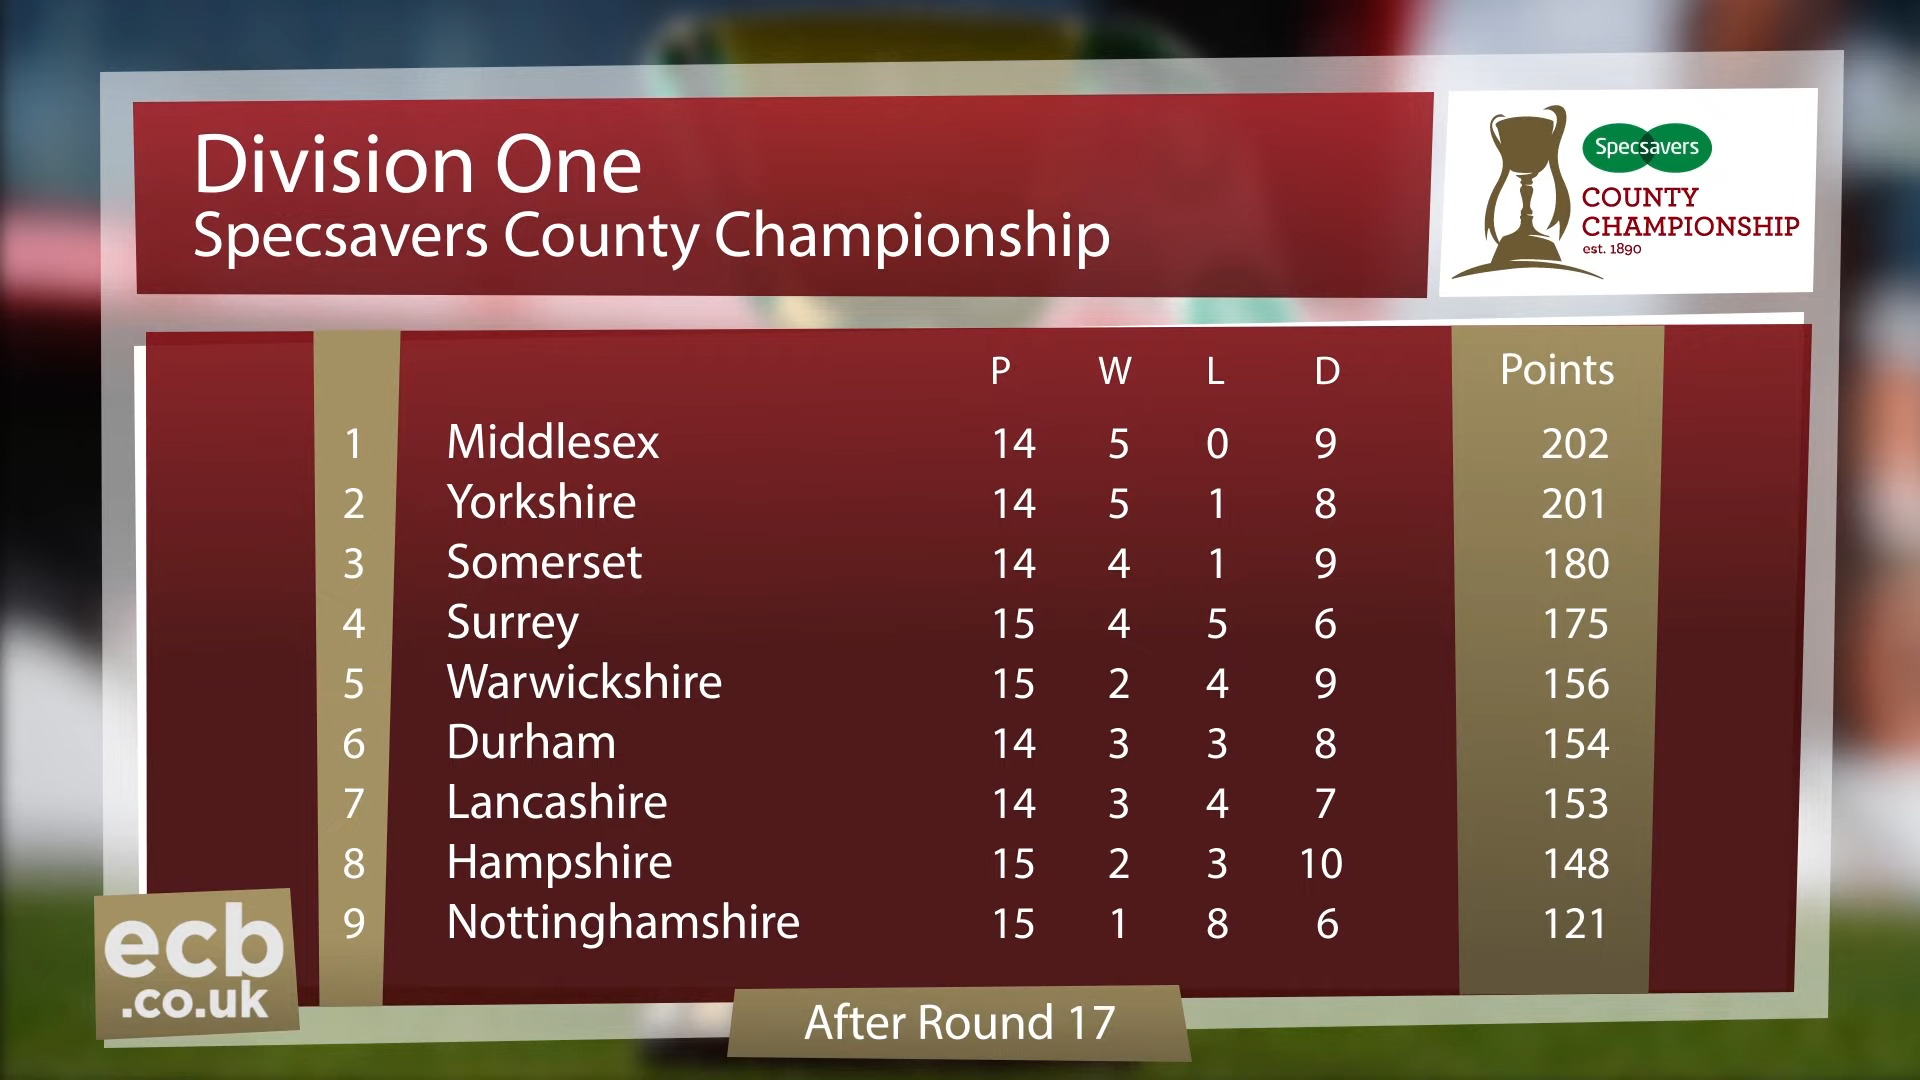 Division One
Specsavers County Championship
Specsavers
COUNTY
CHAMPIONSHIP
est. 1890
P W L D Points
1 Middlesex 14 5 0 9 202
2 Yorkshire 14 5 1 8 201
3 Somerset 14 4 1 9 180
4 Surrey 15 4 5 6 175
5 Warwickshire 15 2 4 9 156
6 Durham 14 3 3 8 154
7 Lancashire 14 3 4 7 153
8 Hampshire 15 2 3 10 148
9 Nottinghamshire 15 1 8 6 121
ecb
.co.uk
After Round 17